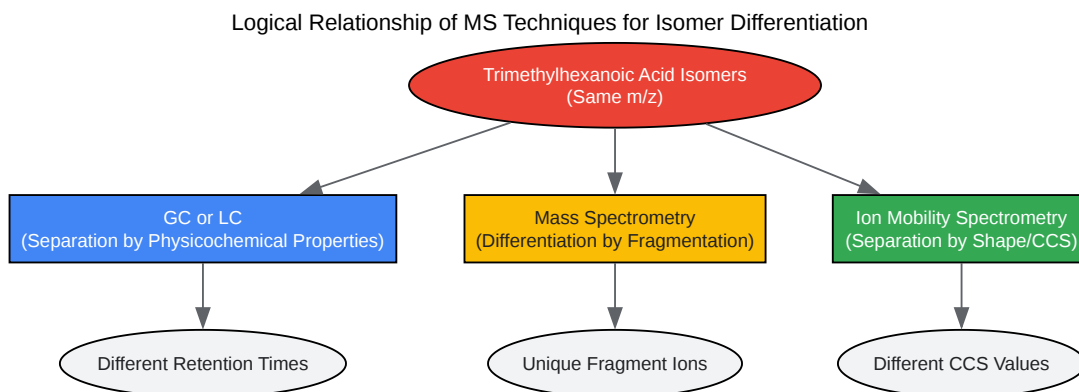 Logical Relationship of MS Techniques for Isomer Differentiation
Trimethylhexanoic Acid Isomers
(Same m/z)
GC or LC
(Separation by Physicochemical Properties)
Mass Spectrometry
(Differentiation by Fragmentation)
Ion Mobility Spectrometry
(Separation by Shape/CCS)
Different Retention Times
Unique Fragment Ions
Different CCS Values